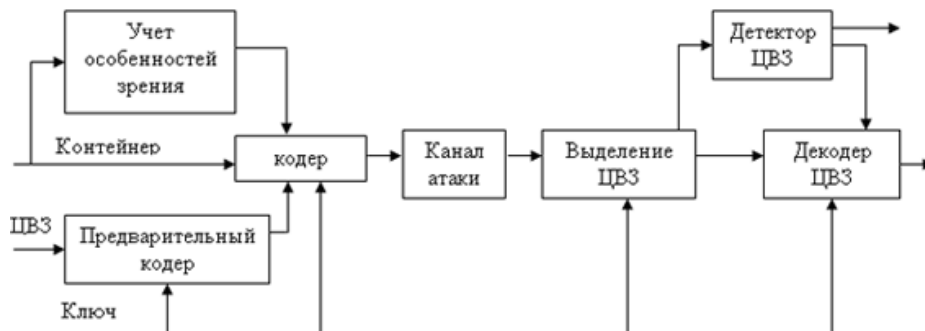 Учет
особенностей
зрения
Детектор
ЦВЗ
Контейнер
кодер
Канал
атаки
Выделение
ЦВЗ
Декодер
ЦВЗ
ЦВЗ
Предварительный
кодер
Ключ